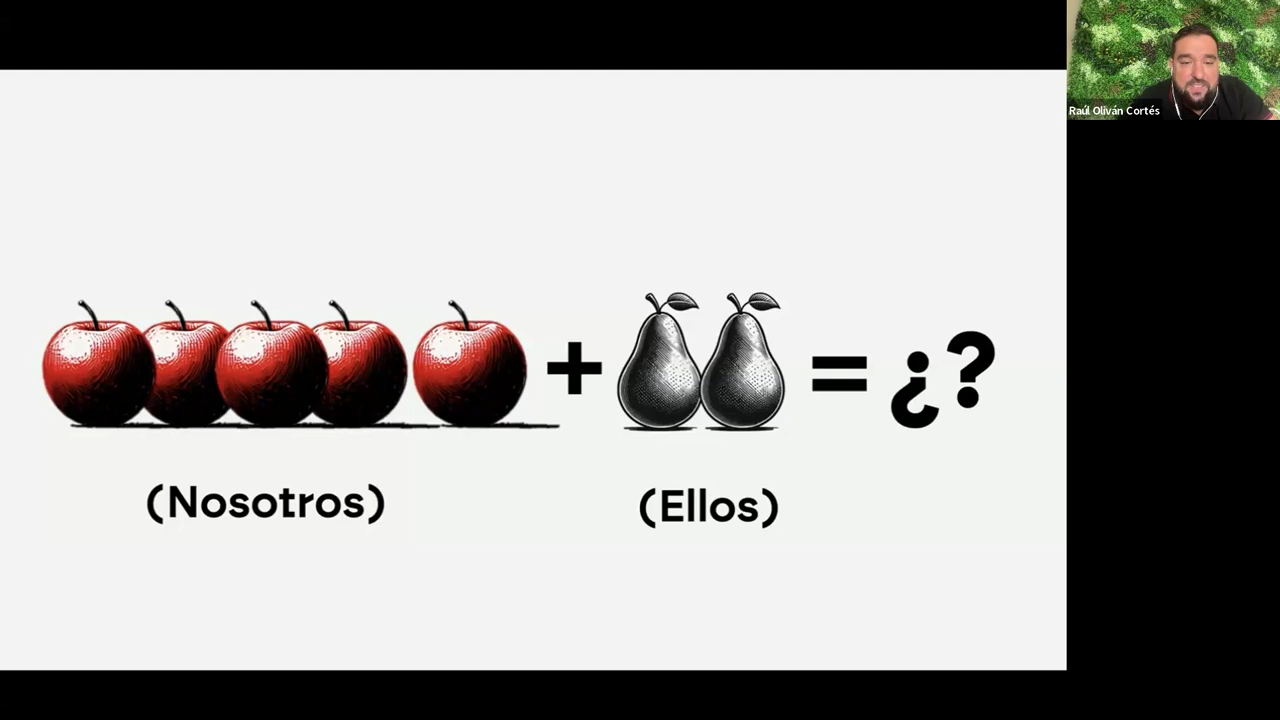 Raúl Oliván Cortés
+ = ¿?
(Nosotros) (Ellos)